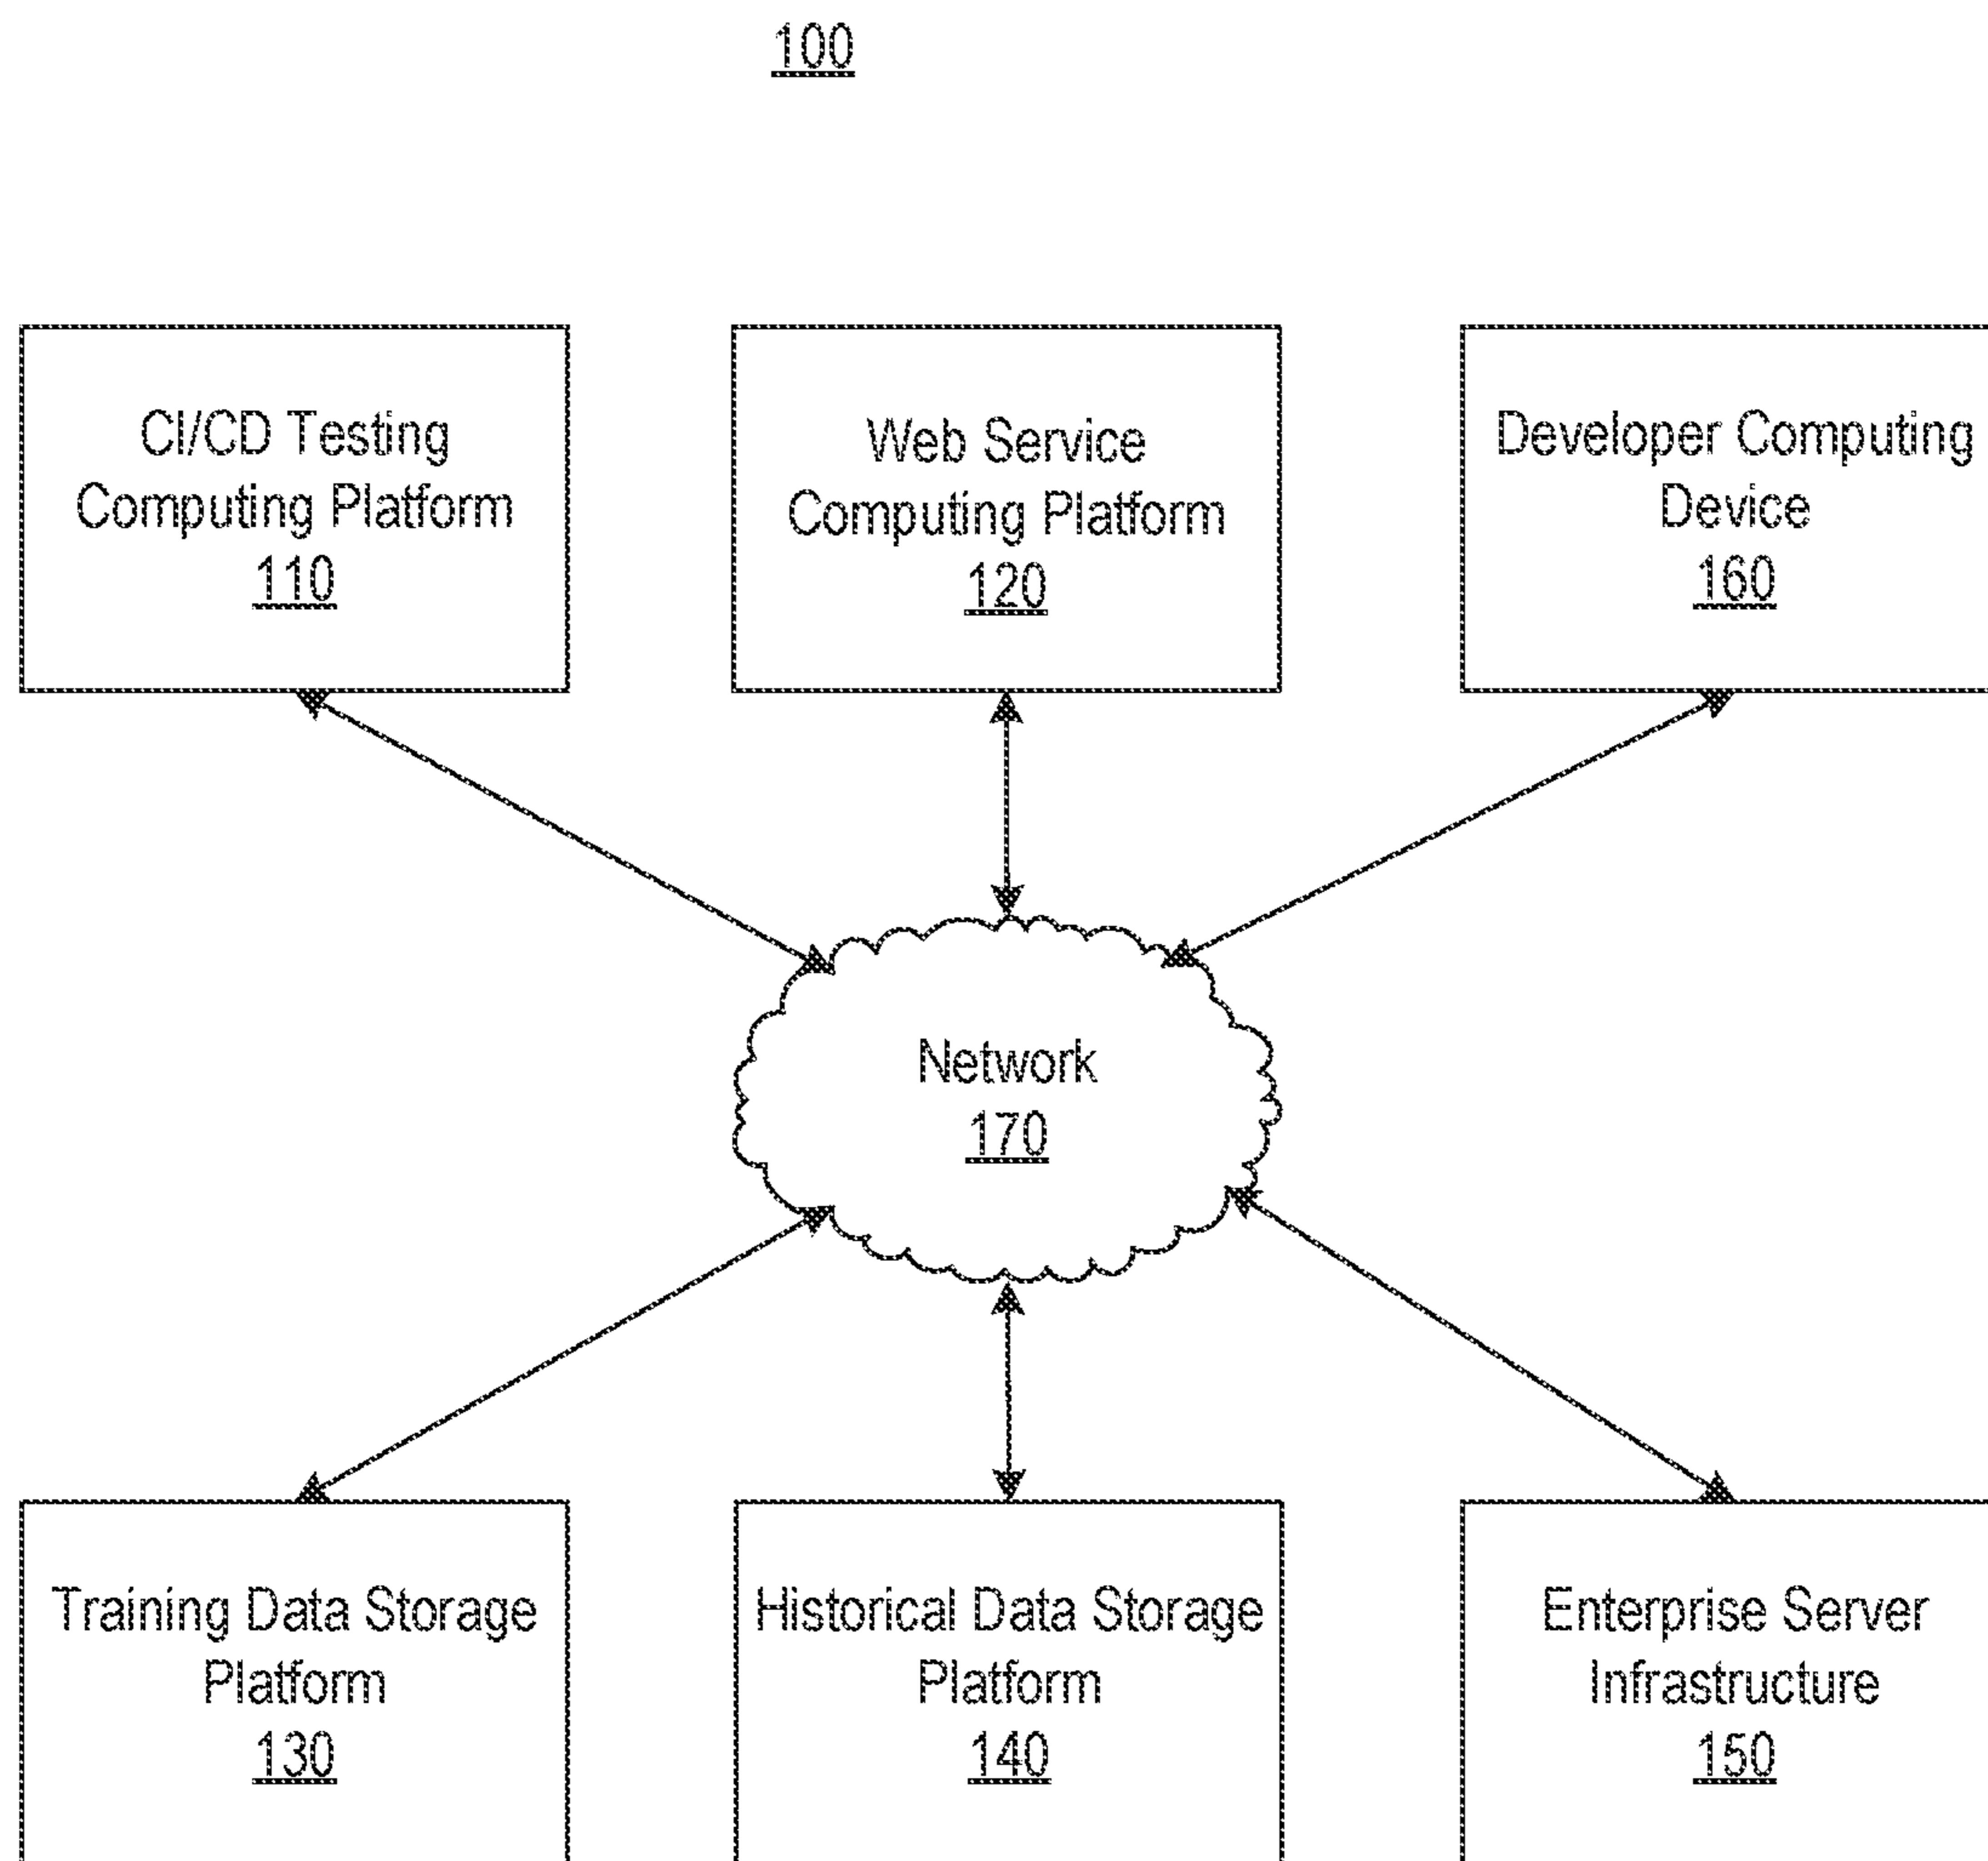 100
CI/CD Testing
Computing Platform
110
Web Service
Computing Platform
120
Developer Computing
Device
160
Network
170
Training Data Storage
Platform
130
Historical Data Storage
Platform
140
Enterprise Server
Infrastructure
150